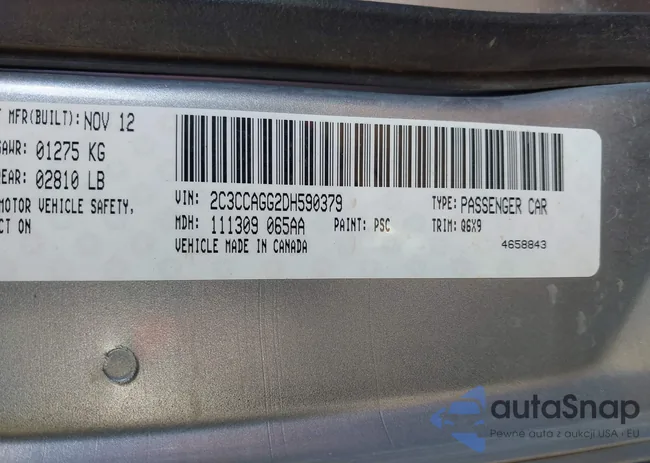 MFR(BUILT): NOV 12
GAWR: 01275 KG
REAR: 02810 LB
MOTOR VEHICLE SAFETY,
CT ON
VIN: 2C3CCAGG2DH590379 TYPE: PASSENGER CAR
MDH: 111309 065AA PAINT: PSC TRIM: Q6X9
VEHICLE MADE IN CANADA 4658843
autaSnap
Pewne auta z aukcji USA i EU